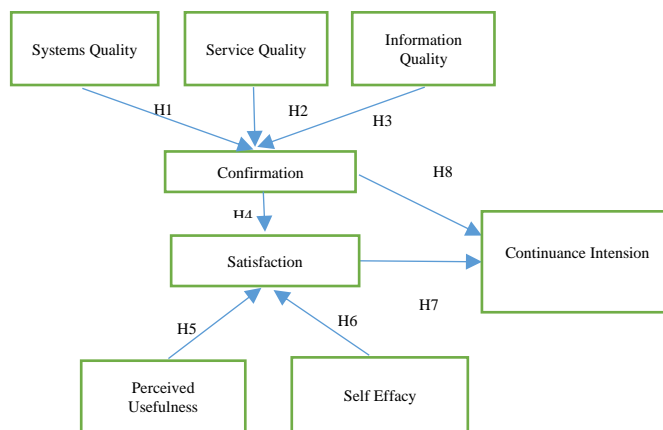 Systems Quality
Service Quality
Information
Quality
H1
H2
H3
Confirmation
H8
H4
Satisfaction
Continuance Intension
H7
H5
H6
Perceived
Usefulness
Self Effacy